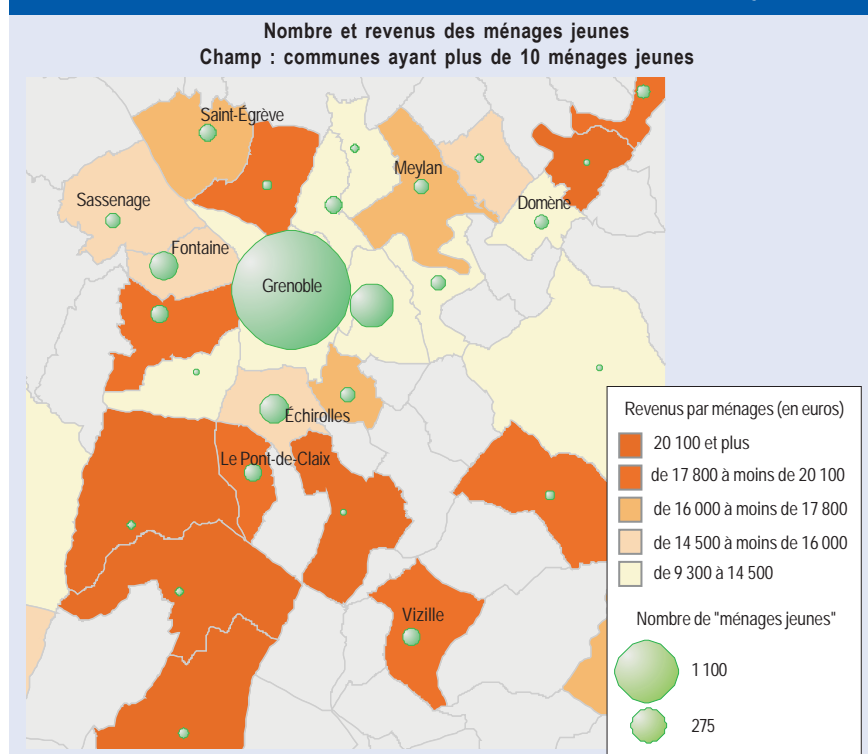 Nombre et revenus des ménages jeunes
Champ : communes ayant plus de 10 ménages jeunes
Saint-Égrève
Meylan
Sassenage
Domène
Fontaine
Grenoble
Échirolles
Le Pont-de-Claix
Vizille
Revenus par ménages (en euros)
20 100 et plus
de 17 800 à moins de 20 100
de 16 000 à moins de 17 800
de 14 500 à moins de 16 000
de 9 300 à 14 500
Nombre de "ménages jeunes"
1 100
275